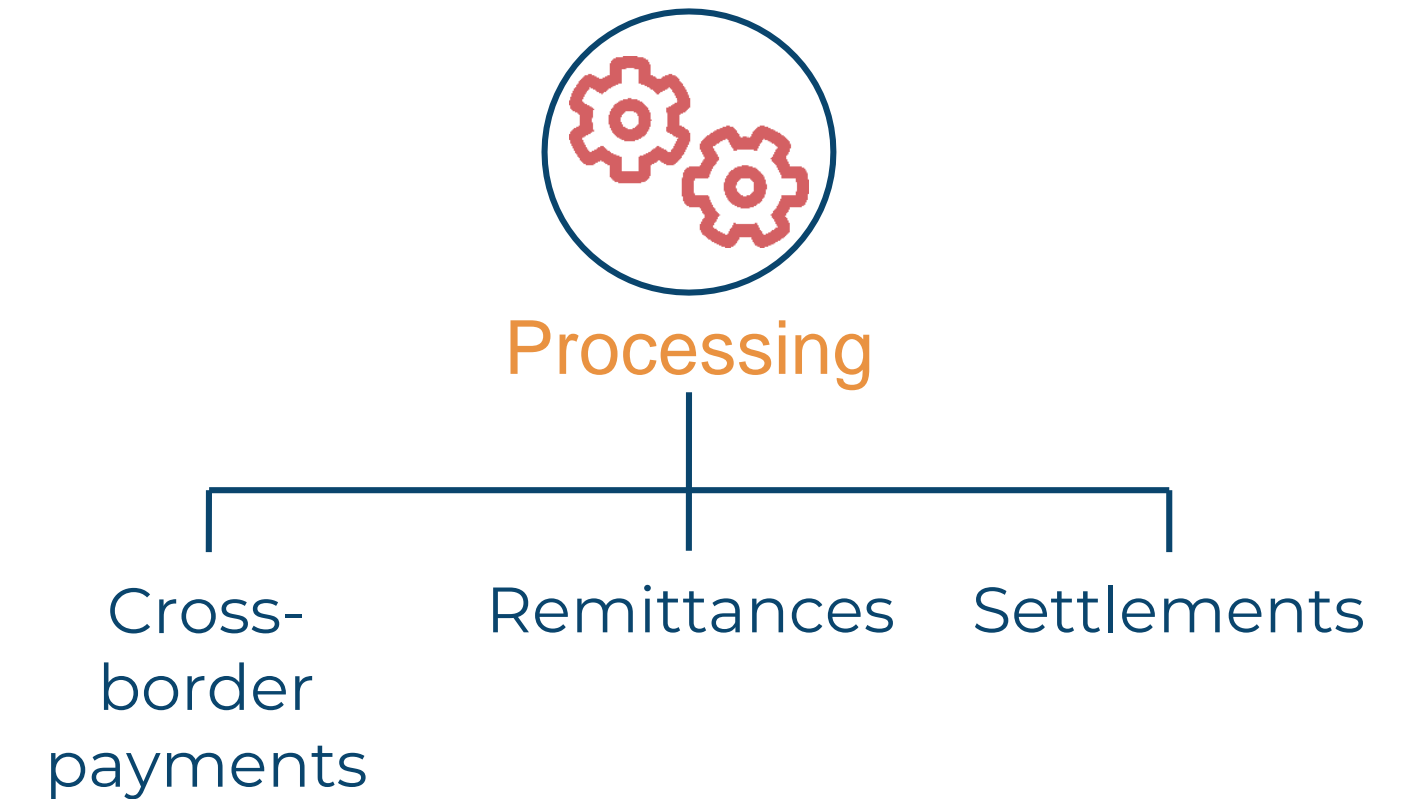 Processing
Cross-
border
payments
Remittances
Settlements